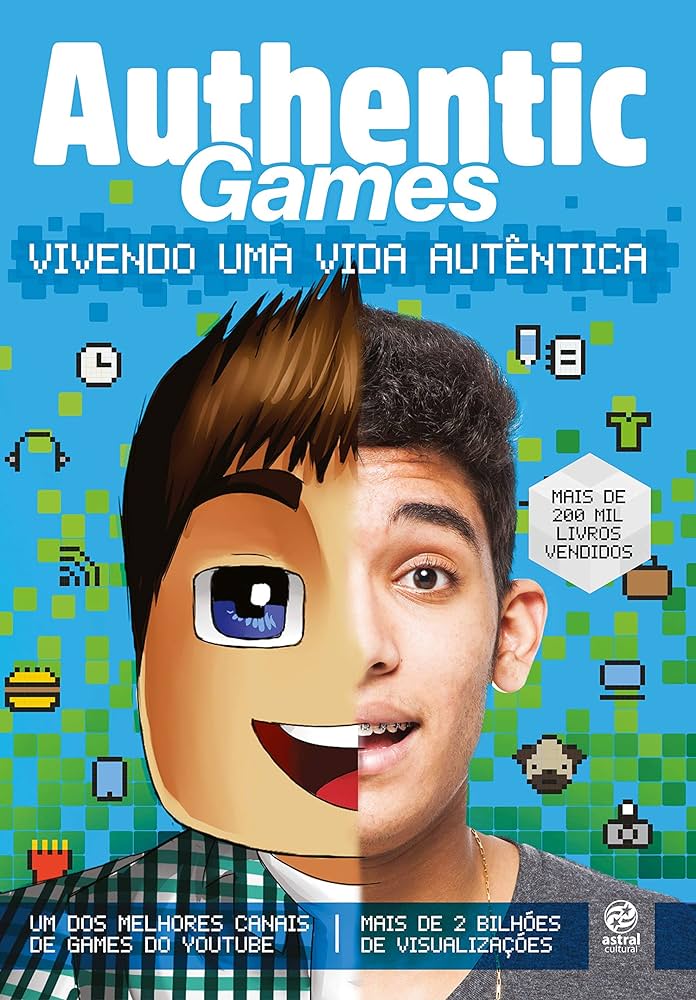 Authentic
Games
VIVENDO UMA VIDA AUTÊNTICA
MAIS DE
200 MIL
LIVROS
VENDIDOS
UM DOS MELHORES CANAIS
DE GAMES DO YOUTUBE
MAIS DE 2 BILHÕES
DE VISUALIZAÇÕES
astral
cultural